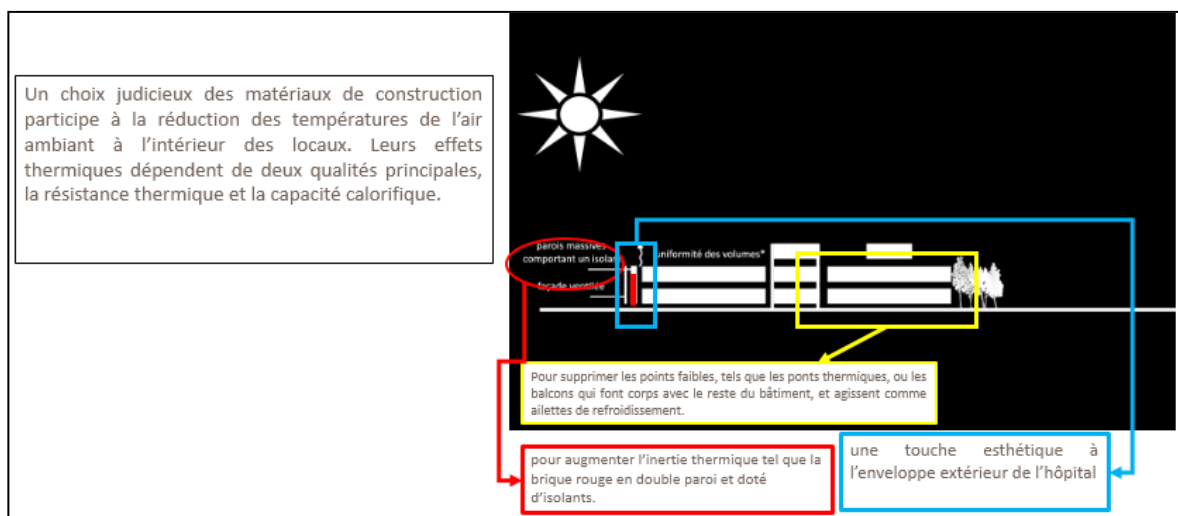 Un choix judicieux des matériaux de construction
participe à la réduction des températures de l'air
ambiant à l'intérieur des locaux. Leurs effets
thermiques dépendent de deux qualités principales,
la résistance thermique et la capacité calorifique.
parois massives
comportant un isolant
uniformité des volumes*
façade ventilée
Pour supprimer les points faibles, tels que les ponts thermiques, ou les
balcons qui font corps avec le reste du bâtiment, et agissent comme
ailettes de refroidissement.
pour augmenter l'inertie thermique tel que la
brique rouge en double paroi et doté
d'isolants.
une touche esthétique à
l'enveloppe extérieur de l'hôpital